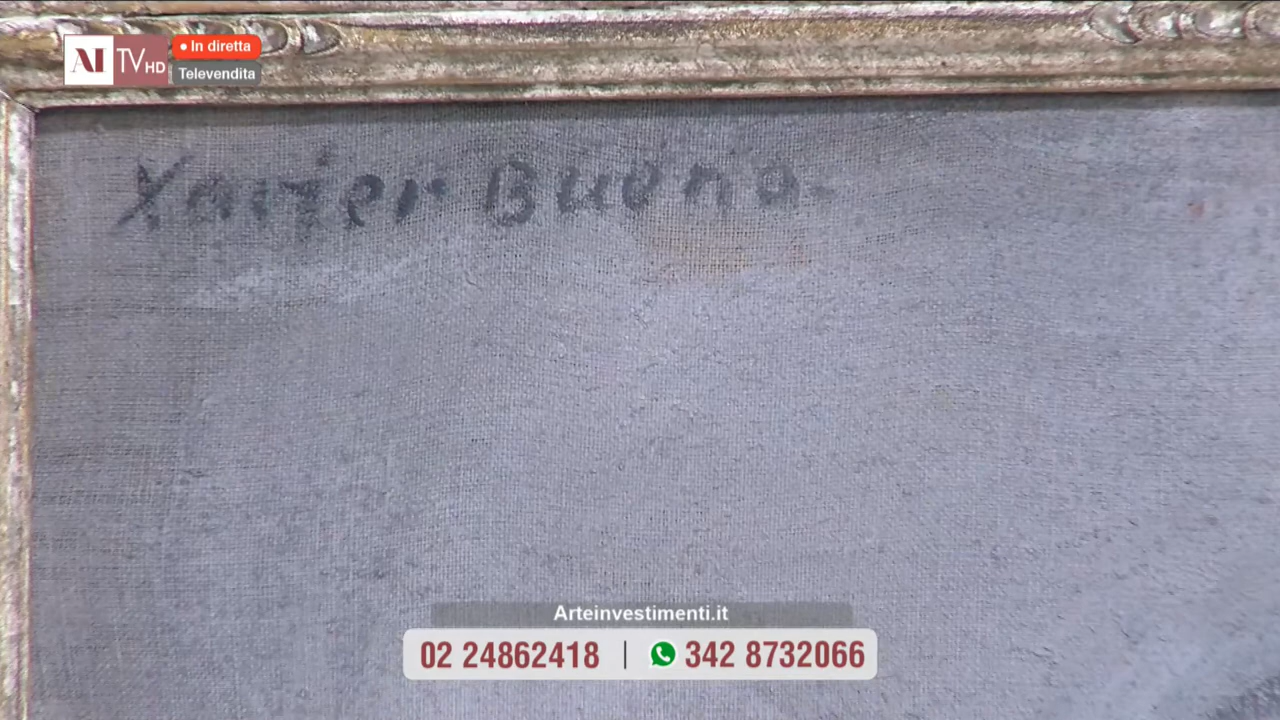 AI TV HD
In diretta
Televendita
Xavier Bueno.
Arteinvestimenti.it
02 24862418 | 342 8732066